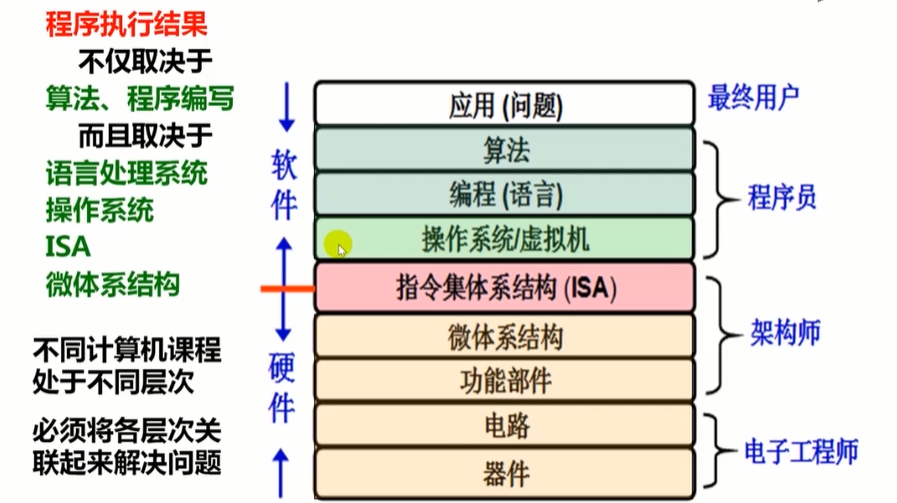 程序执行结果
不仅取决于
算法、程序编写
而且取决于
语言处理系统
操作系统
ISA
微体系结构
不同计算机课程
处于不同层次
必须将各层次关
联起来解决问题
软件
硬件
应用 (问题)
算法
编程 (语言)
操作系统/虚拟机
指令集体系结构 (ISA)
微体系结构
功能部件
电路
器件
最终用户
程序员
架构师
电子工程师